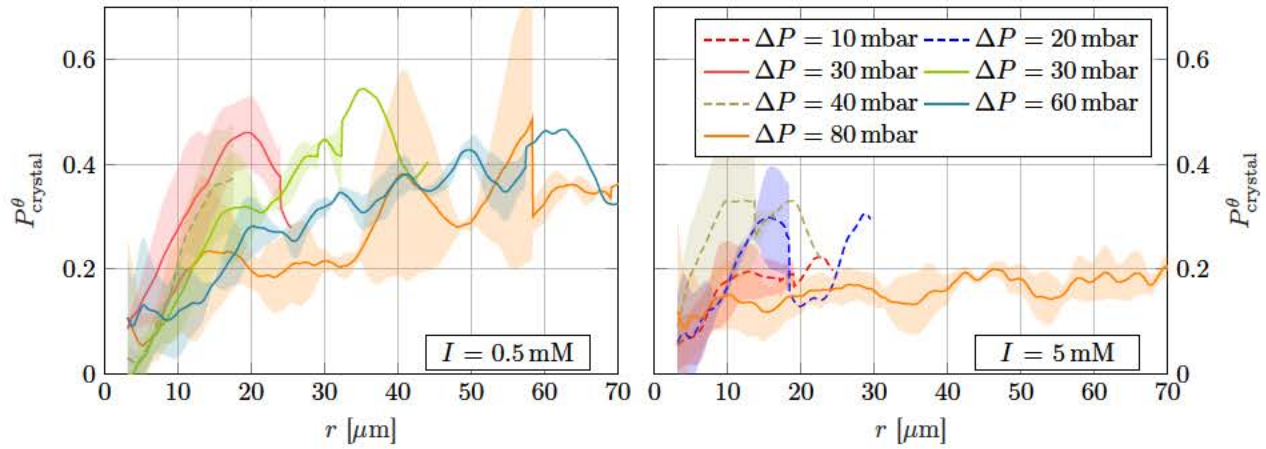 0.6
0.4
0.2
0
P^θ_crystal
0 10 20 30 40 50 60 70
r [μm]
I = 0.5 mM
ΔP = 10 mbar ΔP = 20 mbar
ΔP = 30 mbar ΔP = 30 mbar
ΔP = 40 mbar ΔP = 60 mbar
ΔP = 80 mbar
I = 5 mM
0 10 20 30 40 50 60 70
r [μm]
0.6
0.4
0.2
0
P^θ_crystal